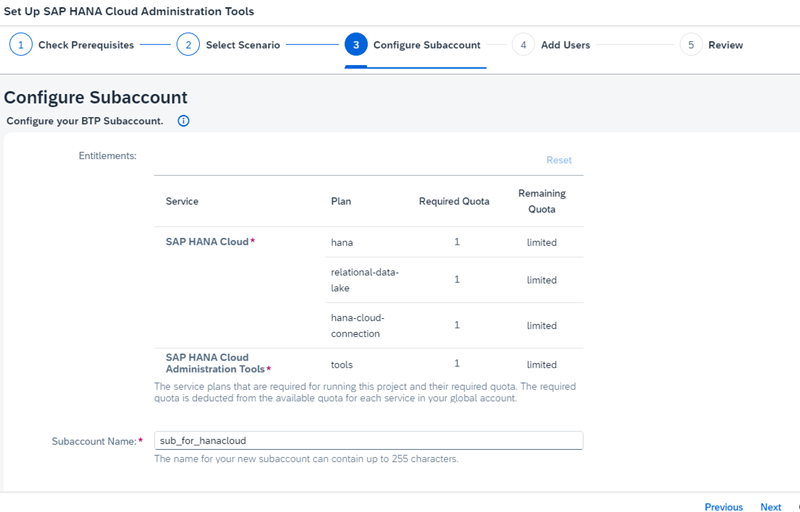 Set Up SAP HANA Cloud Administration Tools
1 Check Prerequisites 2 Select Scenario 3 Configure Subaccount 4 Add Users 5 Review
Configure Subaccount
Configure your BTP Subaccount.
Entitlements:
Reset
Service Plan Required Quota Remaining
Quota
SAP HANA Cloud* hana 1 limited
relational-data-
lake 1 limited
hana-cloud-
connection 1 limited
SAP HANA Cloud
Administration Tools* tools 1 limited
The service plans that are required for running this project and their required quota. The required
quota is deducted from the available quota for each service in your global account.
Subaccount Name:* sub_for_hanacloud
The name for your new subaccount can contain up to 255 characters.
Previous Next